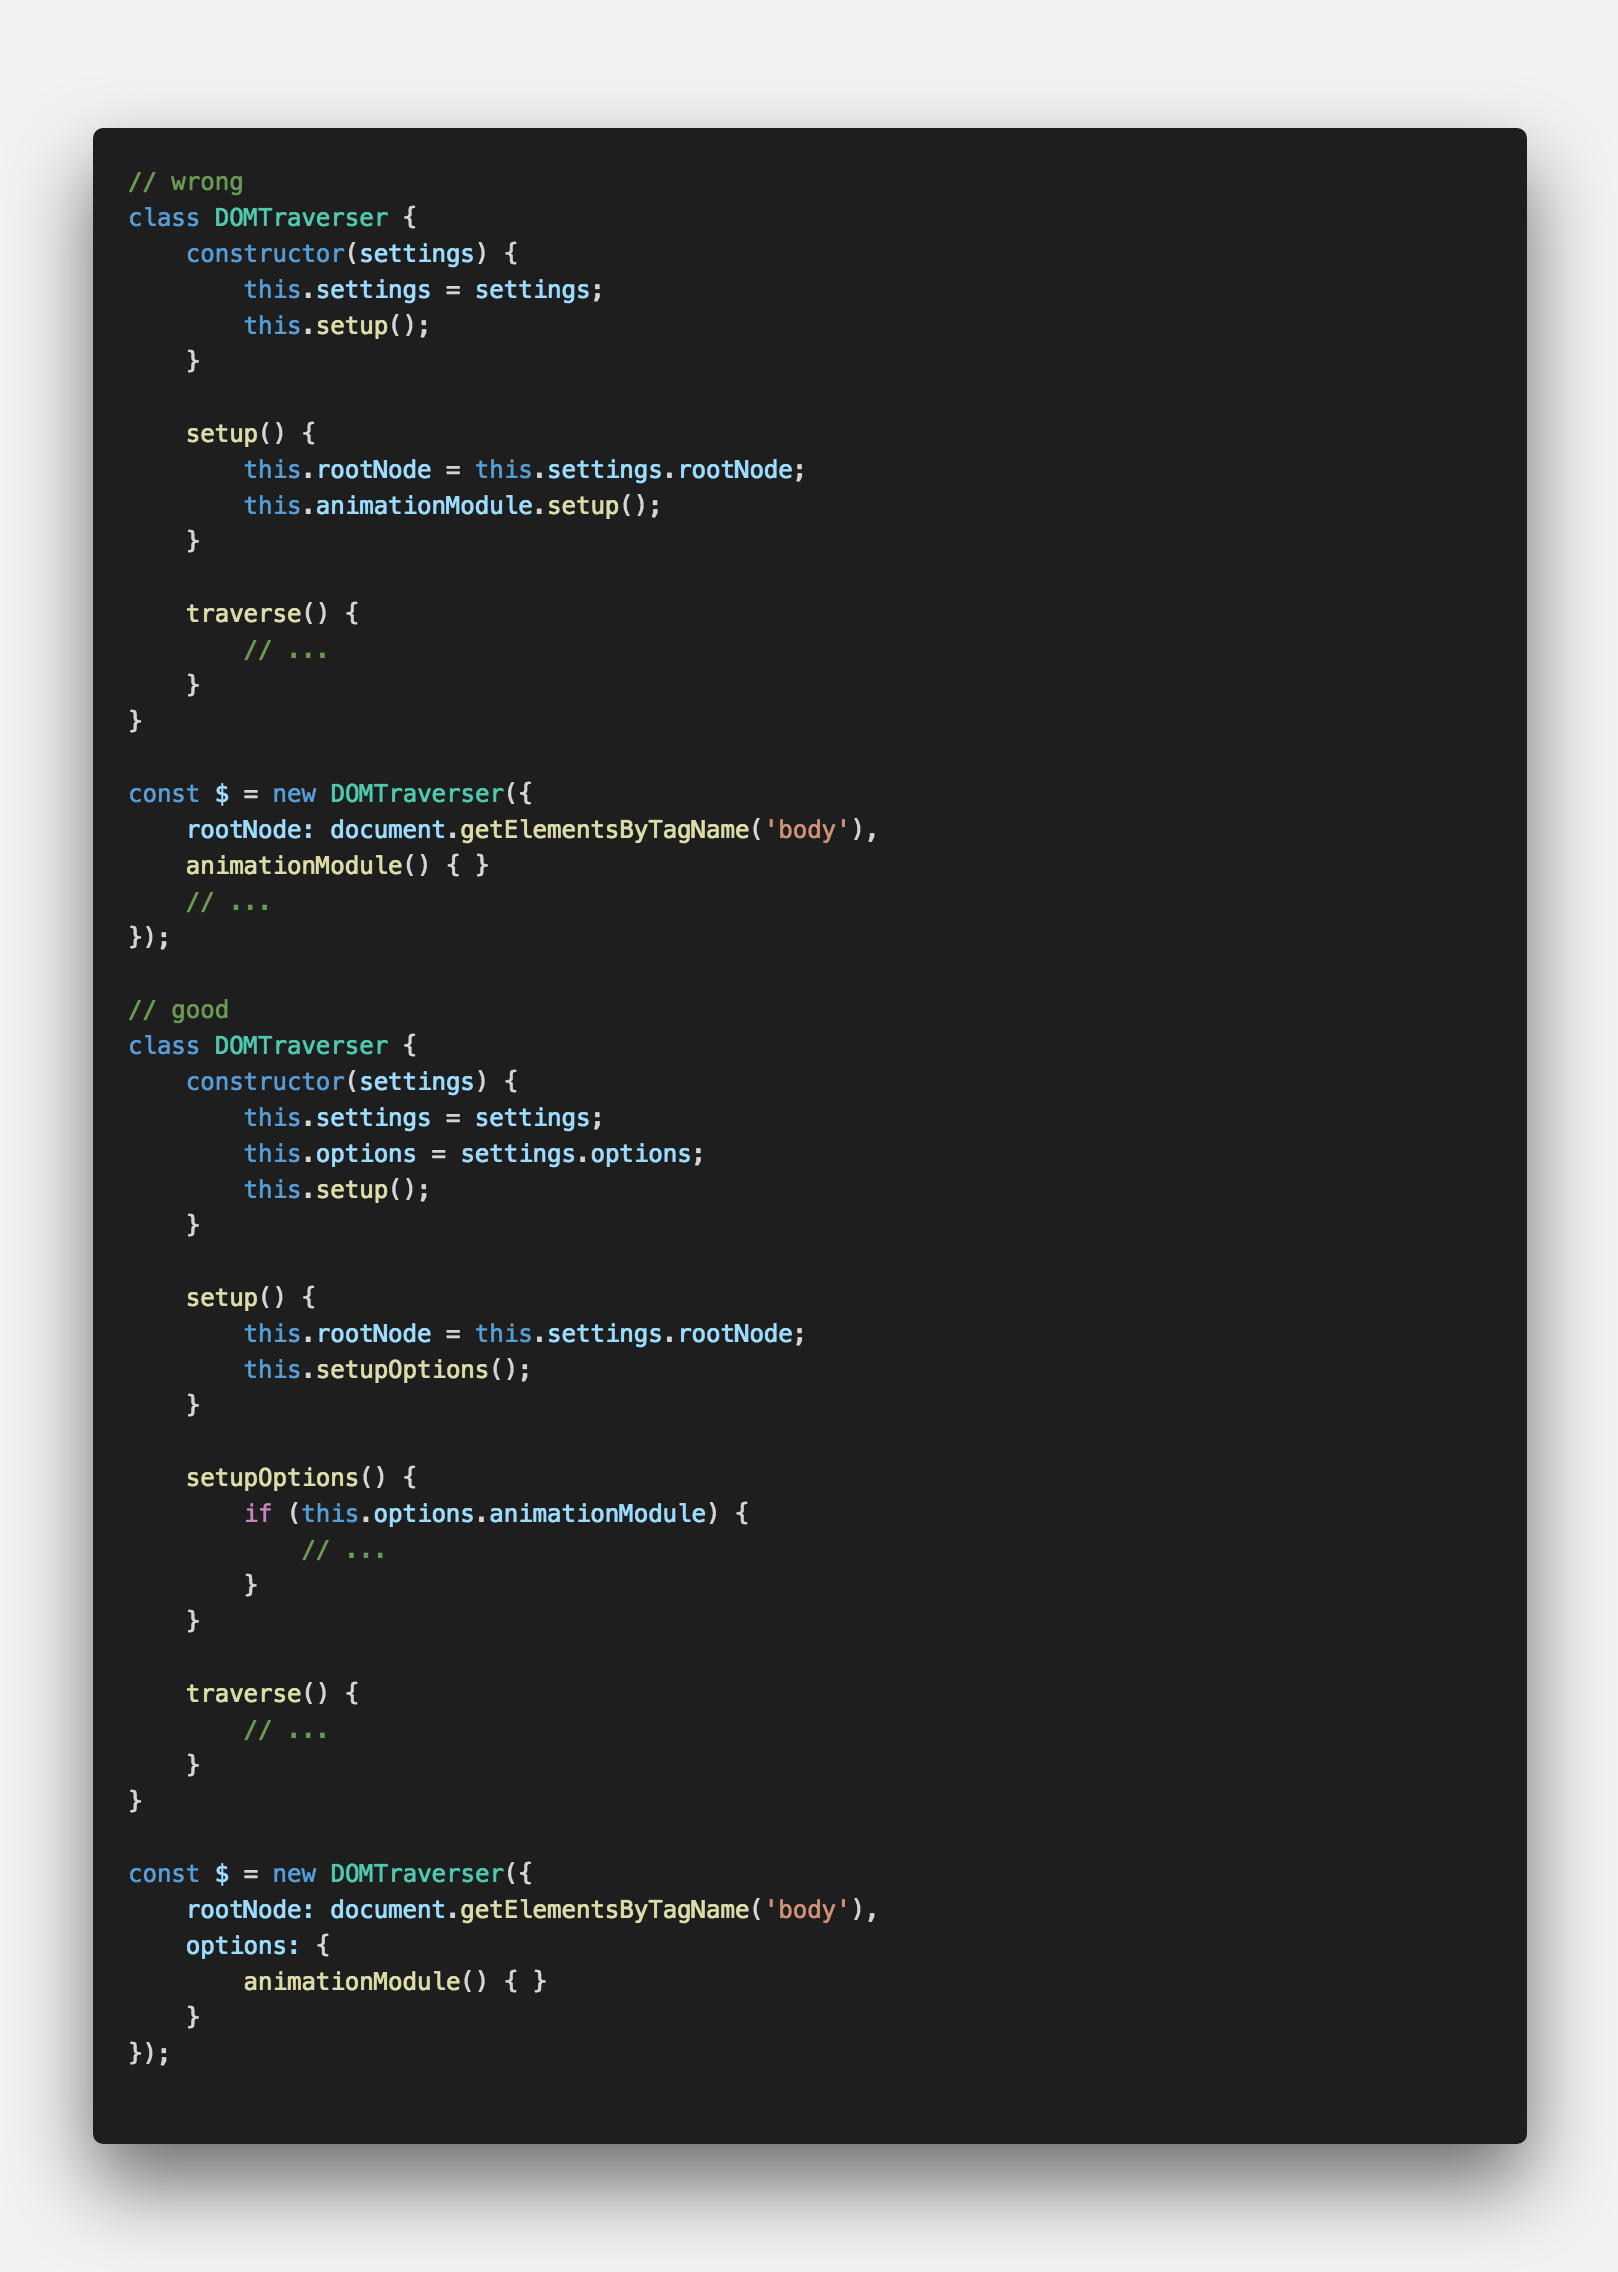 // wrong
class DOMTraverser {
    constructor(settings) {
        this.settings = settings;
        this.setup();
    }

    setup() {
        this.rootNode = this.settings.rootNode;
        this.animationModule.setup();
    }

    traverse() {
        // ...
    }
}

const $ = new DOMTraverser({
    rootNode: document.getElementsByTagName('body'),
    animationModule() { }
    // ...
});

// good
class DOMTraverser {
    constructor(settings) {
        this.settings = settings;
        this.options = settings.options;
        this.setup();
    }

    setup() {
        this.rootNode = this.settings.rootNode;
        this.setupOptions();
    }

    setupOptions() {
        if (this.options.animationModule) {
            // ...
        }
    }

    traverse() {
        // ...
    }
}

const $ = new DOMTraverser({
    rootNode: document.getElementsByTagName('body'),
    options: {
        animationModule() { }
    }
});